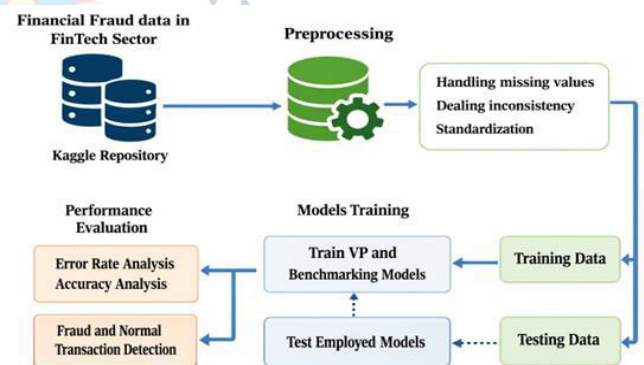 Financial Fraud data in
FinTech Sector
Preprocessing
Handling missing values
Dealing inconsistency
Standardization
Kaggle Repository
Performance
Evaluation
Models Training
Error Rate Analysis
Accuracy Analysis
Train VP and
Benchmarking Models
Training Data
Fraud and Normal
Transaction Detection
Test Employed Models
Testing Data